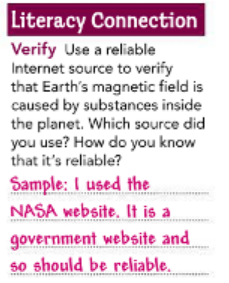 Literacy Connection
Verify Use a reliable
Internet source to verify
that Earth's magnetic field is
caused by substances inside
the planet. Which source did
you use? How do you know
that it's reliable?
Sample: I used the
NASA website. It is a
government website and
so should be reliable.